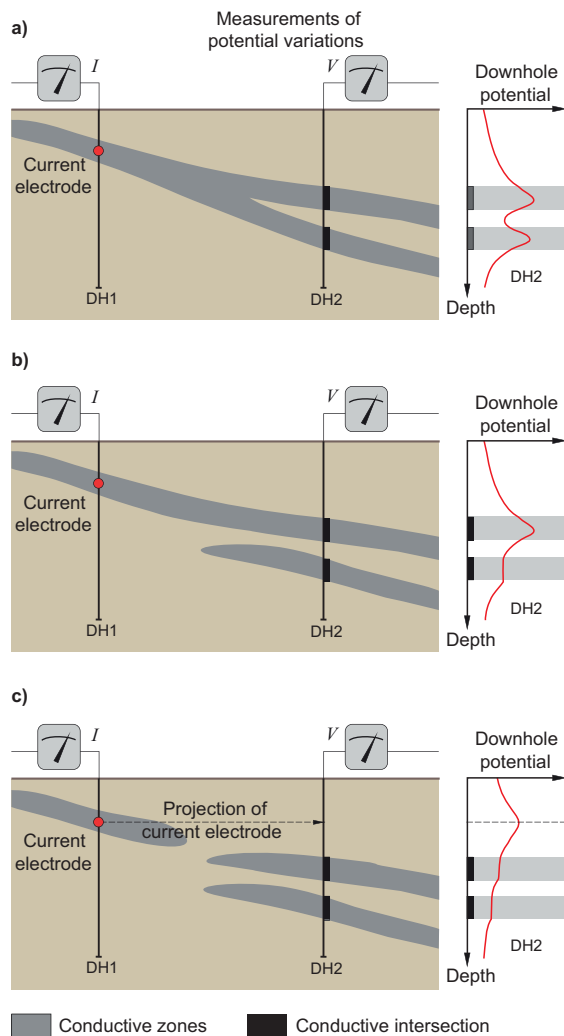 Measurements of
potential variations
a)
I
V
Downhole
potential
Current
electrode
DH1
DH2
DH2
Depth
b)
I
V
Downhole
potential
Current
electrode
DH1
DH2
DH2
Depth
c)
I
V
Downhole
potential
Projection of
current electrode
Current
electrode
DH1
DH2
DH2
Depth
Conductive zones
Conductive intersection